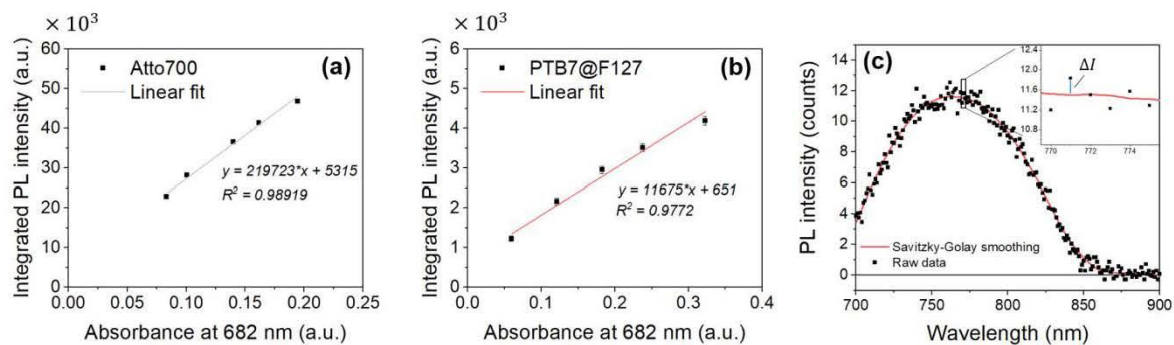 × 10³
Integrated PL intensity (a.u.)
60
50
40
30
20
10
0
0.00 0.05 0.10 0.15 0.20 0.25
Absorbance at 682 nm (a.u.)
Atto700
Linear fit
(a)
y = 219723*x + 5315
R² = 0.98919
× 10³
Integrated PL intensity (a.u.)
6
5
4
3
2
1
0
0.0 0.1 0.2 0.3 0.4
Absorbance at 682 nm (a.u.)
PTB7@F127
Linear fit
(b)
y = 11675*x + 651
R² = 0.9772
(c)
PL intensity (counts)
14
12
10
8
6
4
2
0
700 750 800 850 900
Wavelength (nm)
Savitzky-Golay smoothing
Raw data
12.4
12.0
11.6
11.2
10.8
770 772 774
ΔI